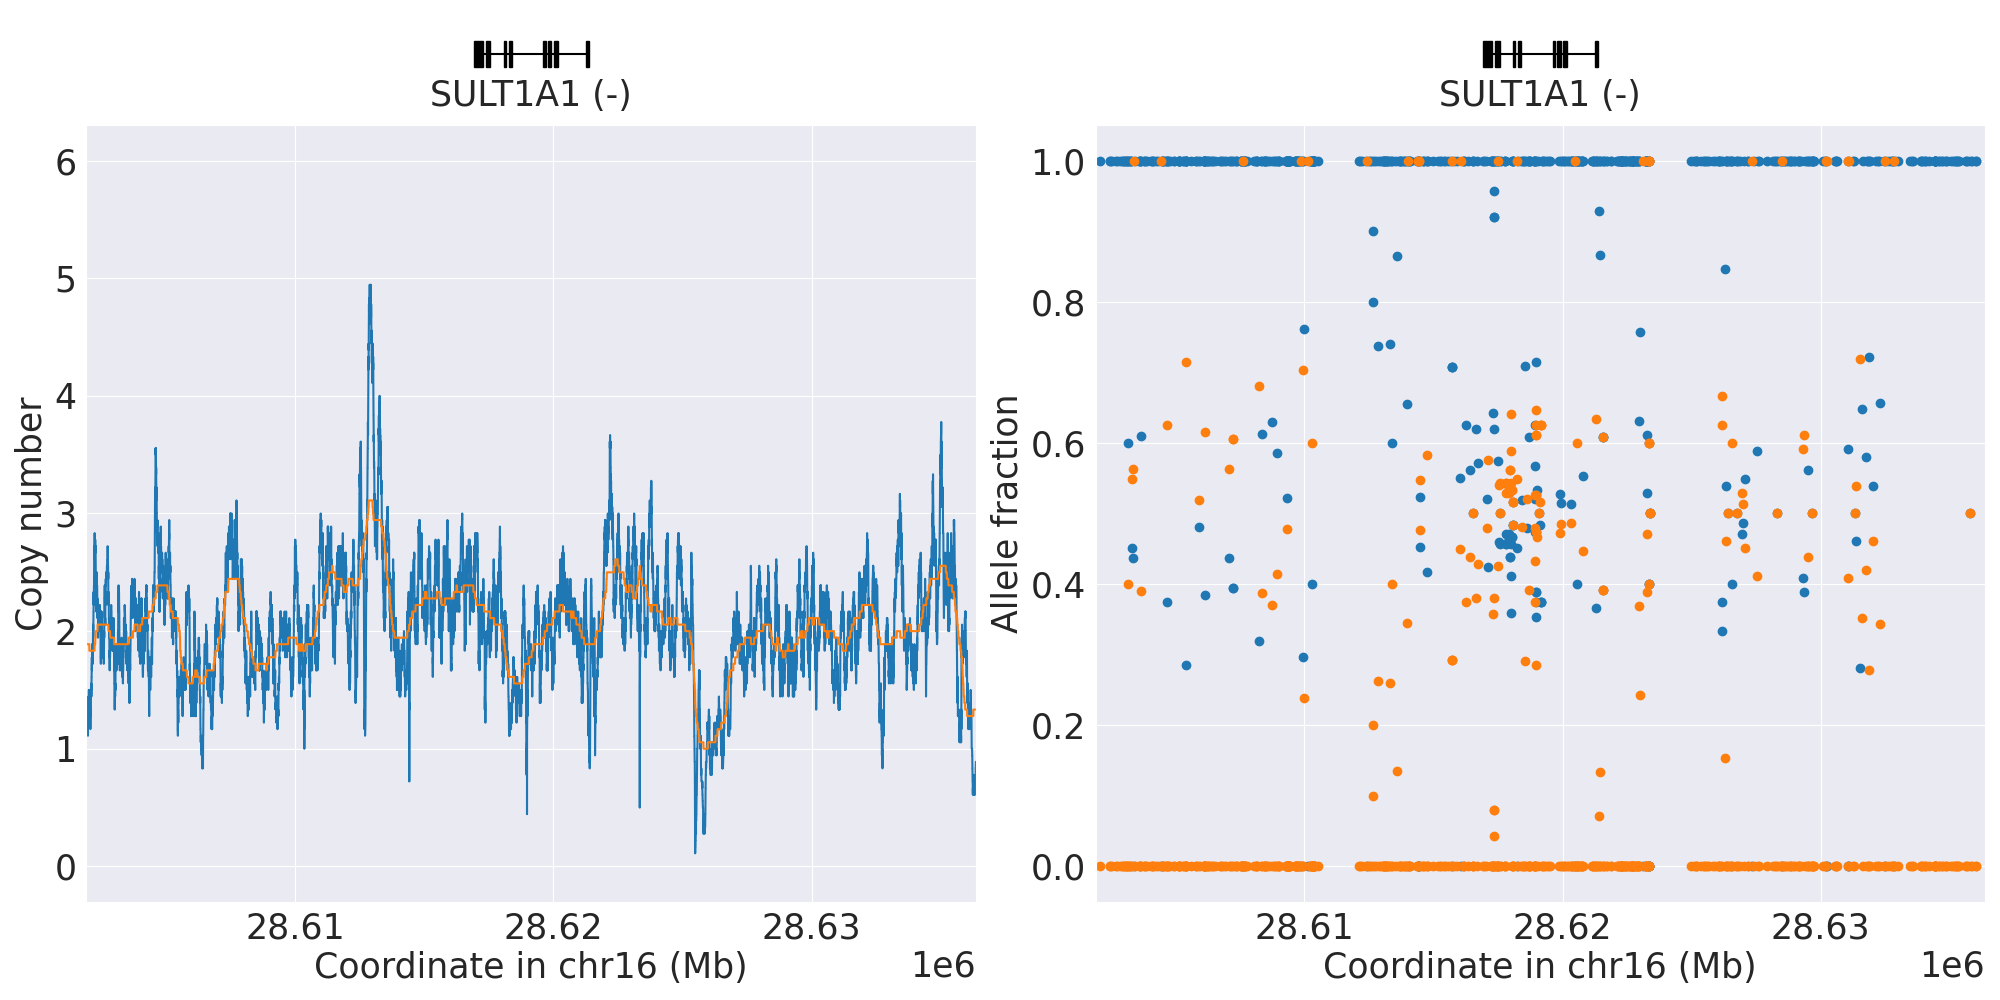 SULT1A1 (-)
Copy number
6
5
4
3
2
1
0
28.61
28.62
28.63
Coordinate in chr16 (Mb)
1e6
SULT1A1 (-)
Allele fraction
1.0
0.8
0.6
0.4
0.2
0.0
28.61
28.62
28.63
Coordinate in chr16 (Mb)
1e6